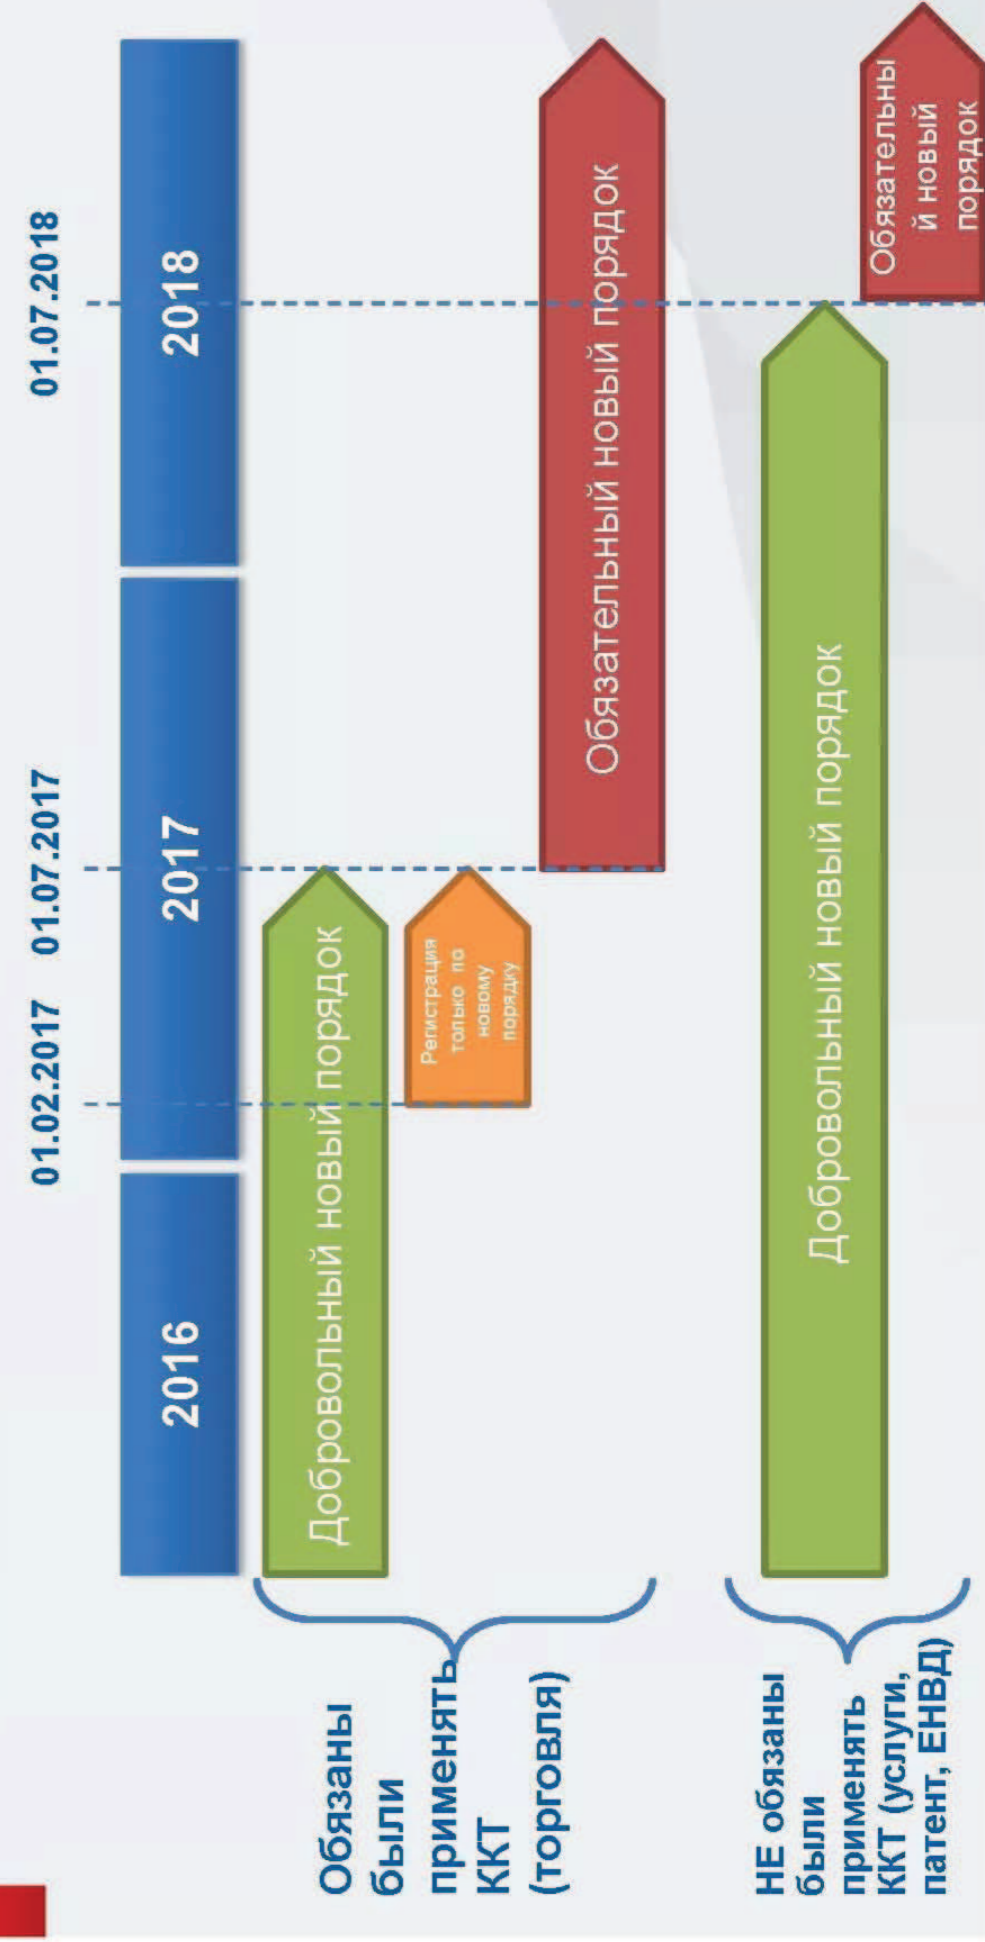 01.02.2017
01.07.2017
01.07.2018
2016
2017
2018
Обязаны
были
применять
ККТ
(торговля)
Добровольный новый порядок
Регистрация
только по
новому
порядку
Обязательный новый порядок
НЕ обязаны
были
применять
ККТ (услуги,
патент, ЕНВД)
Добровольный новый порядок
Обязательны
й новый
порядок